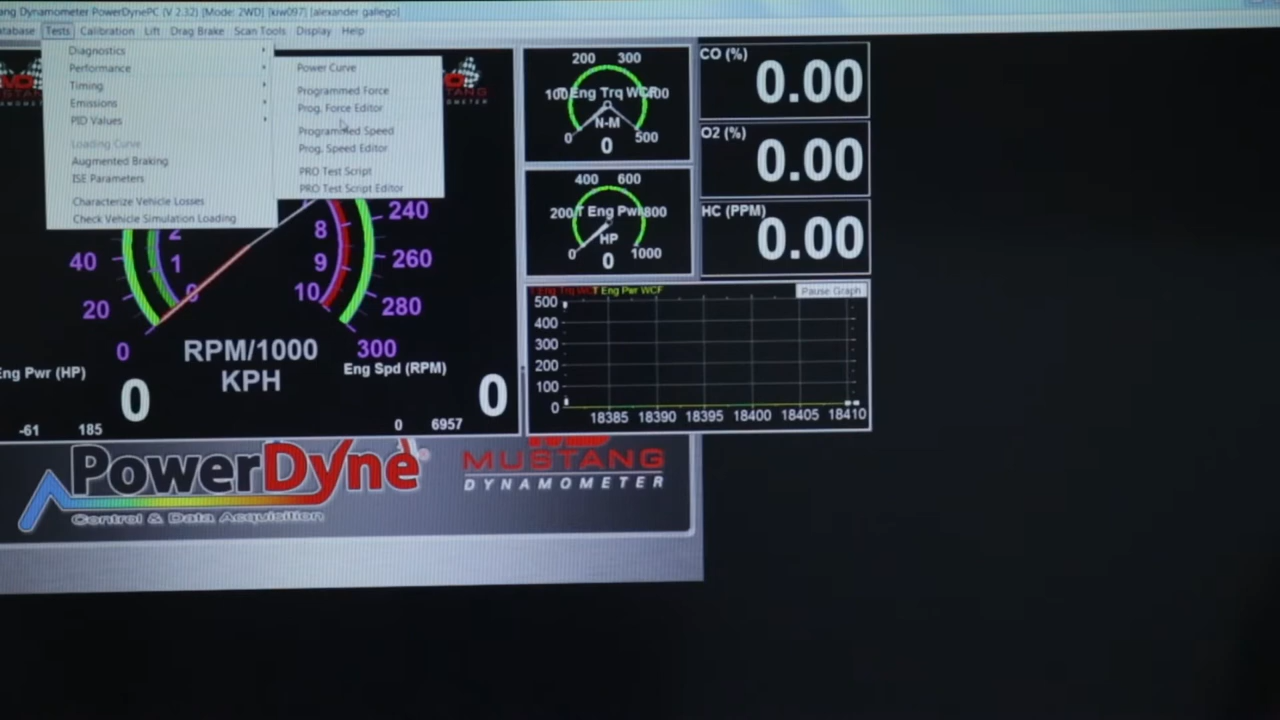 ang Dynamometer PowerDynePC (V 2.32) [Mode: 2WD] [kiw097] [alexander gallego]
atabase Tests Calibration Lift Drag Brake Scan Tools Display Help
Diagnostics
Performance
Timing
Emissions
PID Values
Loading Curve
Augmented Braking
ISE Parameters
Characterize Vehicle Losses
Check Vehicle Simulation Loading
Power Curve
Programmed Force
Prog. Force Editor
Programmed Speed
Prog. Speed Editor
PRO Test Script
PRO Test Script Editor
0 20 40
0 1 2 8 9 10
240 260 280 300
RPM/1000
KPH
Eng Pwr (HP)
0
-61 185
Eng Spd (RPM)
0
0 6957
0 100 200 300 400 500
Eng Trq WCF
N-M
0
0 200 400 600 800 1000
T Eng Pwr
HP
0
CO (%)
0.00
O2 (%)
0.00
HC (PPM)
0.00
T Eng Pwr WCF
Pause Graph
500
400
300
200
100
0
18385 18390 18395 18400 18405 18410
PowerDyne®
Control & Data Acquisition
MUSTANG
DYNAMOMETER